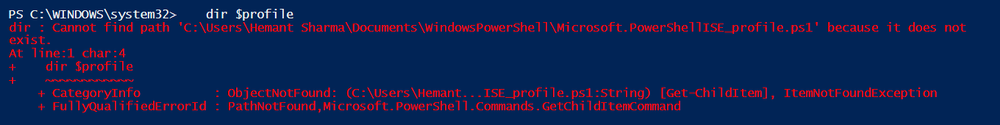 PS C:\WINDOWS\system32>    dir $profile
dir : Cannot find path 'C:\Users\Hemant Sharma\Documents\WindowsPowerShell\Microsoft.PowerShellISE_profile.ps1' because it does not
exist.
At line:1 char:4
+    dir $profile
+    ~~~~~~~~~~~~
    + CategoryInfo          : ObjectNotFound: (C:\Users\Hemant...ISE_profile.ps1:String) [Get-ChildItem], ItemNotFoundException
    + FullyQualifiedErrorId : PathNotFound,Microsoft.PowerShell.Commands.GetChildItemCommand